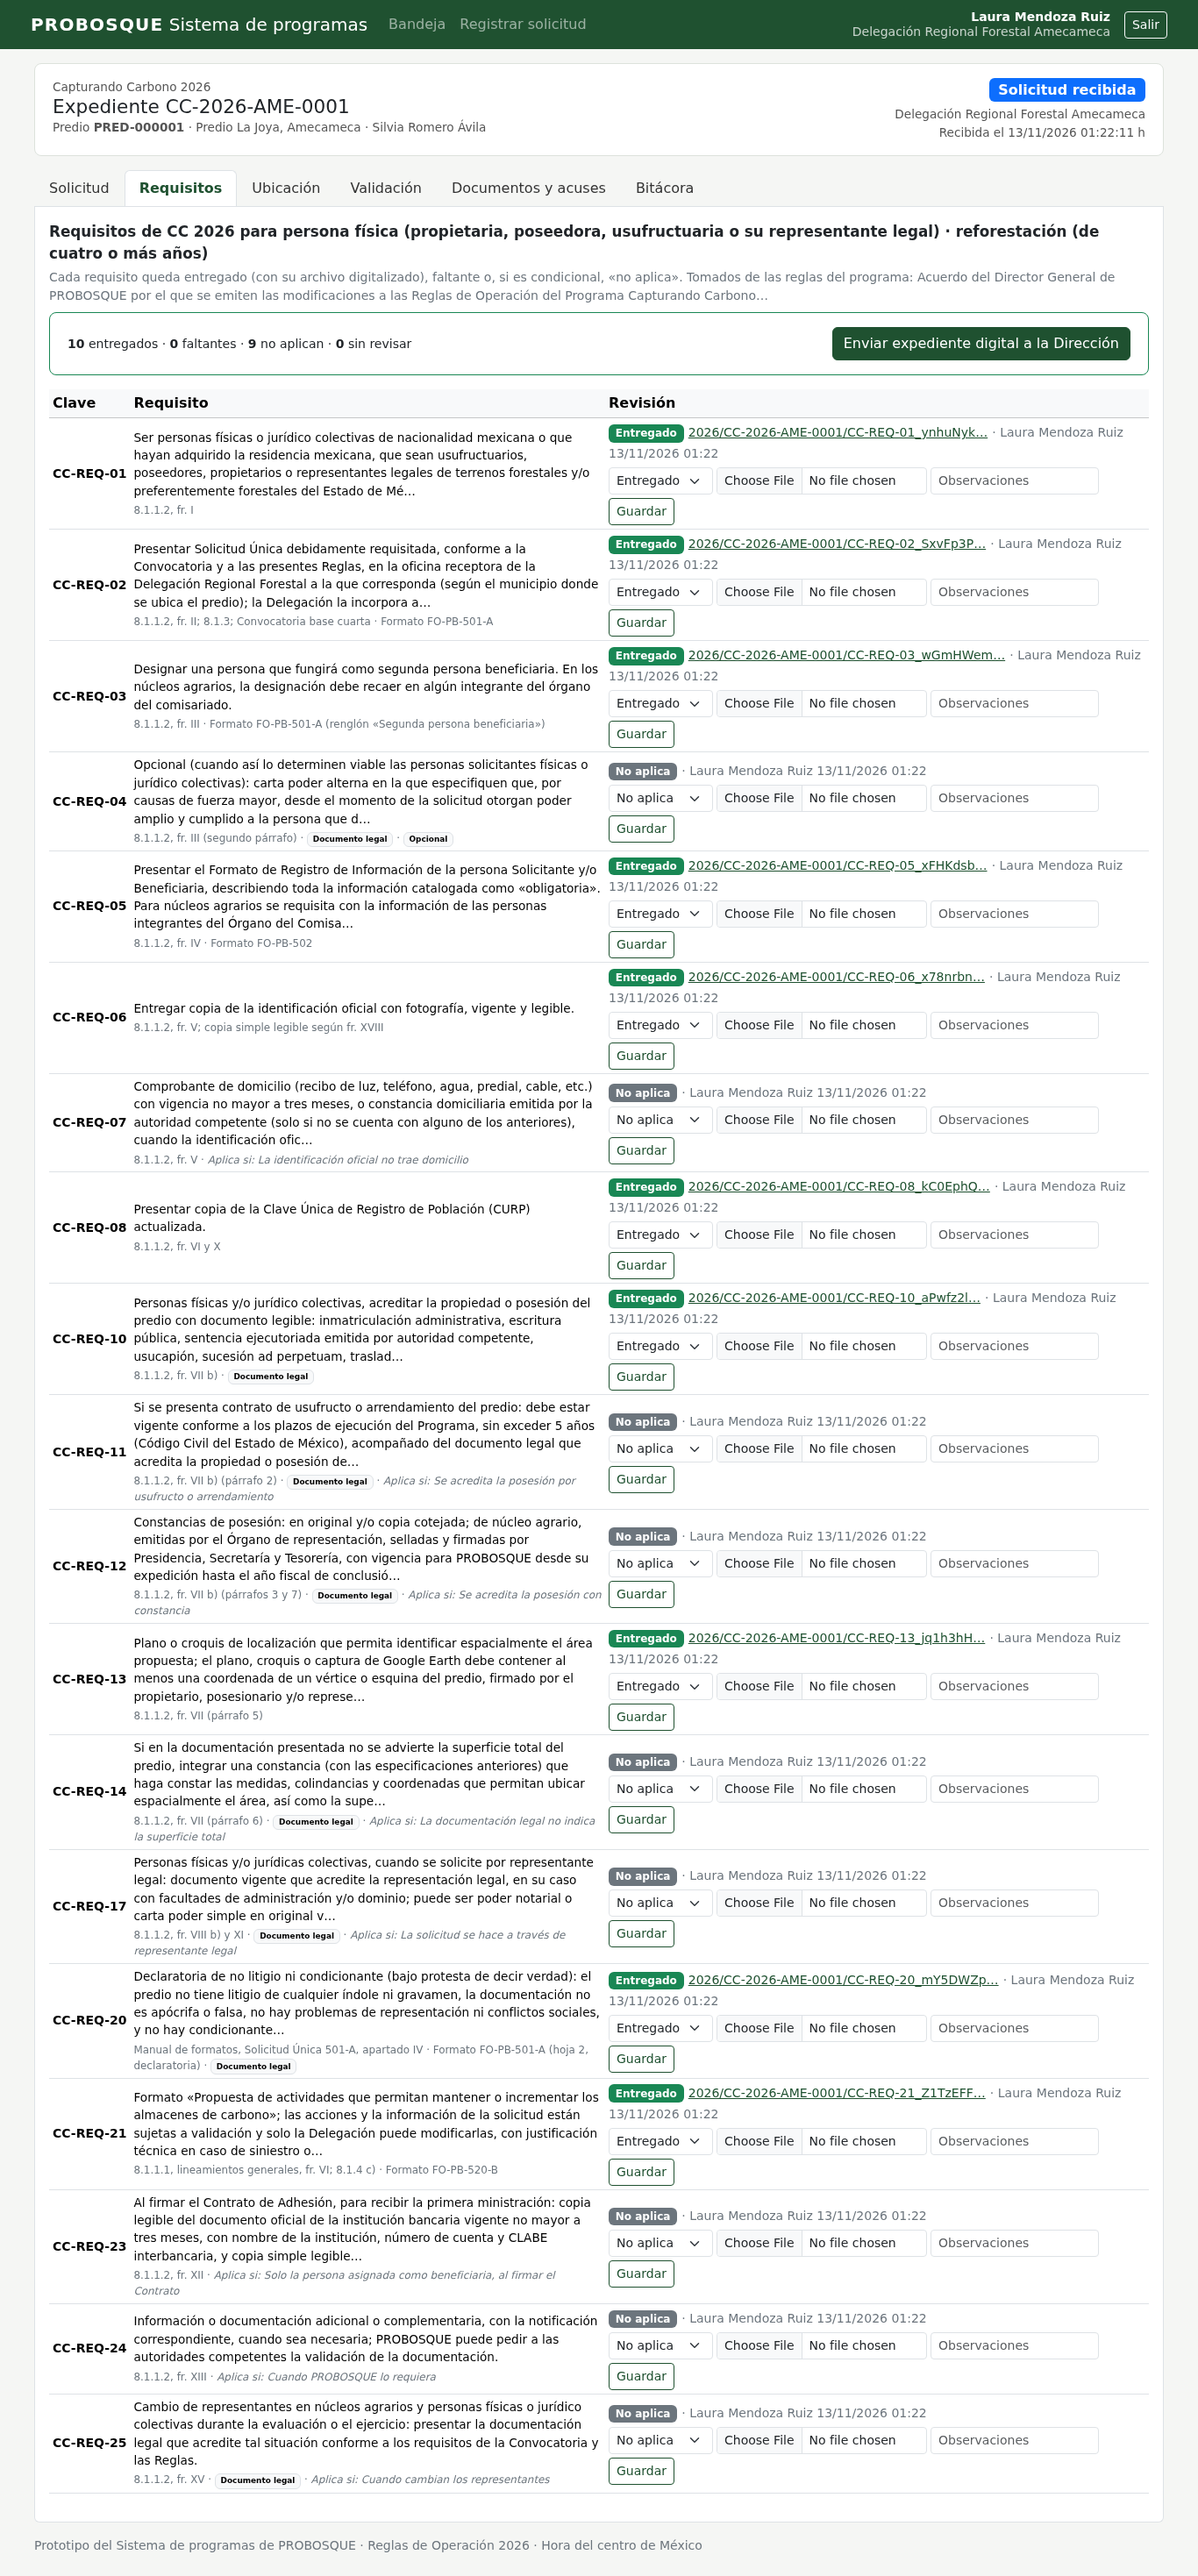 PROBOSQUE Sistema de programas Bandeja Registrar solicitud
Laura Mendoza Ruiz
Delegación Regional Forestal Amecameca
Salir
Capturando Carbono 2026
Expediente CC-2026-AME-0001
Predio PRED-000001 · Predio La Joya, Amecameca · Silvia Romero Ávila
Solicitud recibida
Delegación Regional Forestal Amecameca
Recibida el 13/11/2026 01:22:11 h
Solicitud Requisitos Ubicación Validación Documentos y acuses Bitácora
Requisitos de CC 2026 para persona física (propietaria, poseedora, usufructuaria o su representante legal) · reforestación (de
cuatro o más años)
Cada requisito queda entregado (con su archivo digitalizado), faltante o, si es condicional, «no aplica». Tomados de las reglas del programa: Acuerdo del Director General de
PROBOSQUE por el que se emiten las modificaciones a las Reglas de Operación del Programa Capturando Carbono…
10 entregados · 0 faltantes · 9 no aplican · 0 sin revisar
Enviar expediente digital a la Dirección
Clave Requisito Revisión
CC-REQ-01
Ser personas físicas o jurídico colectivas de nacionalidad mexicana o que
hayan adquirido la residencia mexicana, que sean usufructuarios,
poseedores, propietarios o representantes legales de terrenos forestales y/o
preferentemente forestales del Estado de Mé…
8.1.1.2, fr. I
Entregado 2026/CC-2026-AME-0001/CC-REQ-01_ynhuNyk… · Laura Mendoza Ruiz
13/11/2026 01:22
Entregado Choose File No file chosen Observaciones
Guardar
CC-REQ-02
Presentar Solicitud Única debidamente requisitada, conforme a la
Convocatoria y a las presentes Reglas, en la oficina receptora de la
Delegación Regional Forestal a la que corresponda (según el municipio donde
se ubica el predio); la Delegación la incorpora a…
8.1.1.2, fr. II; 8.1.3; Convocatoria base cuarta · Formato FO-PB-501-A
Entregado 2026/CC-2026-AME-0001/CC-REQ-02_SxvFp3P… · Laura Mendoza Ruiz
13/11/2026 01:22
Entregado Choose File No file chosen Observaciones
Guardar
CC-REQ-03
Designar una persona que fungirá como segunda persona beneficiaria. En los
núcleos agrarios, la designación debe recaer en algún integrante del órgano
del comisariado.
8.1.1.2, fr. III · Formato FO-PB-501-A (renglón «Segunda persona beneficiaria»)
Entregado 2026/CC-2026-AME-0001/CC-REQ-03_wGmHWem… · Laura Mendoza Ruiz
13/11/2026 01:22
Entregado Choose File No file chosen Observaciones
Guardar
CC-REQ-04
Opcional (cuando así lo determinen viable las personas solicitantes físicas o
jurídico colectivas): carta poder alterna en la que especifiquen que, por
causas de fuerza mayor, desde el momento de la solicitud otorgan poder
amplio y cumplido a la persona que d…
8.1.1.2, fr. III (segundo párrafo) · Documento legal · Opcional
No aplica · Laura Mendoza Ruiz 13/11/2026 01:22
No aplica Choose File No file chosen Observaciones
Guardar
CC-REQ-05
Presentar el Formato de Registro de Información de la persona Solicitante y/o
Beneficiaria, describiendo toda la información catalogada como «obligatoria».
Para núcleos agrarios se requisita con la información de las personas
integrantes del Órgano del Comisa…
8.1.1.2, fr. IV · Formato FO-PB-502
Entregado 2026/CC-2026-AME-0001/CC-REQ-05_xFHKdsb… · Laura Mendoza Ruiz
13/11/2026 01:22
Entregado Choose File No file chosen Observaciones
Guardar
CC-REQ-06
Entregar copia de la identificación oficial con fotografía, vigente y legible.
8.1.1.2, fr. V; copia simple legible según fr. XVIII
Entregado 2026/CC-2026-AME-0001/CC-REQ-06_x78nrbn… · Laura Mendoza Ruiz
13/11/2026 01:22
Entregado Choose File No file chosen Observaciones
Guardar
CC-REQ-07
Comprobante de domicilio (recibo de luz, teléfono, agua, predial, cable, etc.)
con vigencia no mayor a tres meses, o constancia domiciliaria emitida por la
autoridad competente (solo si no se cuenta con alguno de los anteriores),
cuando la identificación ofic…
8.1.1.2, fr. V · Aplica si: La identificación oficial no trae domicilio
No aplica · Laura Mendoza Ruiz 13/11/2026 01:22
No aplica Choose File No file chosen Observaciones
Guardar
CC-REQ-08
Presentar copia de la Clave Única de Registro de Población (CURP)
actualizada.
8.1.1.2, fr. VI y X
Entregado 2026/CC-2026-AME-0001/CC-REQ-08_kC0EphQ… · Laura Mendoza Ruiz
13/11/2026 01:22
Entregado Choose File No file chosen Observaciones
Guardar
CC-REQ-10
Personas físicas y/o jurídico colectivas, acreditar la propiedad o posesión del
predio con documento legible: inmatriculación administrativa, escritura
pública, sentencia ejecutoriada emitida por autoridad competente,
usucapión, sucesión ad perpetuam, traslad…
8.1.1.2, fr. VII b) · Documento legal
Entregado 2026/CC-2026-AME-0001/CC-REQ-10_aPwfz2l… · Laura Mendoza Ruiz
13/11/2026 01:22
Entregado Choose File No file chosen Observaciones
Guardar
CC-REQ-11
Si se presenta contrato de usufructo o arrendamiento del predio: debe estar
vigente conforme a los plazos de ejecución del Programa, sin exceder 5 años
(Código Civil del Estado de México), acompañado del documento legal que
acredita la propiedad o posesión de…
8.1.1.2, fr. VII b) (párrafo 2) · Documento legal · Aplica si: Se acredita la posesión por
usufructo o arrendamiento
No aplica · Laura Mendoza Ruiz 13/11/2026 01:22
No aplica Choose File No file chosen Observaciones
Guardar
CC-REQ-12
Constancias de posesión: en original y/o copia cotejada; de núcleo agrario,
emitidas por el Órgano de representación, selladas y firmadas por
Presidencia, Secretaría y Tesorería, con vigencia para PROBOSQUE desde su
expedición hasta el año fiscal de conclusió…
8.1.1.2, fr. VII b) (párrafos 3 y 7) · Documento legal · Aplica si: Se acredita la posesión con
constancia
No aplica · Laura Mendoza Ruiz 13/11/2026 01:22
No aplica Choose File No file chosen Observaciones
Guardar
CC-REQ-13
Plano o croquis de localización que permita identificar espacialmente el área
propuesta; el plano, croquis o captura de Google Earth debe contener al
menos una coordenada de un vértice o esquina del predio, firmado por el
propietario, posesionario y/o represe…
8.1.1.2, fr. VII (párrafo 5)
Entregado 2026/CC-2026-AME-0001/CC-REQ-13_jq1h3hH… · Laura Mendoza Ruiz
13/11/2026 01:22
Entregado Choose File No file chosen Observaciones
Guardar
CC-REQ-14
Si en la documentación presentada no se advierte la superficie total del
predio, integrar una constancia (con las especificaciones anteriores) que
haga constar las medidas, colindancias y coordenadas que permitan ubicar
espacialmente el área, así como la supe…
8.1.1.2, fr. VII (párrafo 6) · Documento legal · Aplica si: La documentación legal no indica
la superficie total
No aplica · Laura Mendoza Ruiz 13/11/2026 01:22
No aplica Choose File No file chosen Observaciones
Guardar
CC-REQ-17
Personas físicas y/o jurídicas colectivas, cuando se solicite por representante
legal: documento vigente que acredite la representación legal, en su caso
con facultades de administración y/o dominio; puede ser poder notarial o
carta poder simple en original v…
8.1.1.2, fr. VIII b) y XI · Documento legal · Aplica si: La solicitud se hace a través de
representante legal
No aplica · Laura Mendoza Ruiz 13/11/2026 01:22
No aplica Choose File No file chosen Observaciones
Guardar
CC-REQ-20
Declaratoria de no litigio ni condicionante (bajo protesta de decir verdad): el
predio no tiene litigio de cualquier índole ni gravamen, la documentación no
es apócrifa o falsa, no hay problemas de representación ni conflictos sociales,
y no hay condicionante…
Manual de formatos, Solicitud Única 501-A, apartado IV · Formato FO-PB-501-A (hoja 2,
declaratoria) · Documento legal
Entregado 2026/CC-2026-AME-0001/CC-REQ-20_mY5DWZp… · Laura Mendoza Ruiz
13/11/2026 01:22
Entregado Choose File No file chosen Observaciones
Guardar
CC-REQ-21
Formato «Propuesta de actividades que permitan mantener o incrementar los
almacenes de carbono»; las acciones y la información de la solicitud están
sujetas a validación y solo la Delegación puede modificarlas, con justificación
técnica en caso de siniestro o…
8.1.1.1, lineamientos generales, fr. VI; 8.1.4 c) · Formato FO-PB-520-B
Entregado 2026/CC-2026-AME-0001/CC-REQ-21_Z1TzEFF… · Laura Mendoza Ruiz
13/11/2026 01:22
Entregado Choose File No file chosen Observaciones
Guardar
CC-REQ-23
Al firmar el Contrato de Adhesión, para recibir la primera ministración: copia
legible del documento oficial de la institución bancaria vigente no mayor a
tres meses, con nombre de la institución, número de cuenta y CLABE
interbancaria, y copia simple legible…
8.1.1.2, fr. XII · Aplica si: Solo la persona asignada como beneficiaria, al firmar el
Contrato
No aplica · Laura Mendoza Ruiz 13/11/2026 01:22
No aplica Choose File No file chosen Observaciones
Guardar
CC-REQ-24
Información o documentación adicional o complementaria, con la notificación
correspondiente, cuando sea necesaria; PROBOSQUE puede pedir a las
autoridades competentes la validación de la documentación.
8.1.1.2, fr. XIII · Aplica si: Cuando PROBOSQUE lo requiera
No aplica · Laura Mendoza Ruiz 13/11/2026 01:22
No aplica Choose File No file chosen Observaciones
Guardar
CC-REQ-25
Cambio de representantes en núcleos agrarios y personas físicas o jurídico
colectivas durante la evaluación o el ejercicio: presentar la documentación
legal que acredite tal situación conforme a los requisitos de la Convocatoria y
las Reglas.
8.1.1.2, fr. XV · Documento legal · Aplica si: Cuando cambian los representantes
No aplica · Laura Mendoza Ruiz 13/11/2026 01:22
No aplica Choose File No file chosen Observaciones
Guardar
Prototipo del Sistema de programas de PROBOSQUE · Reglas de Operación 2026 · Hora del centro de México